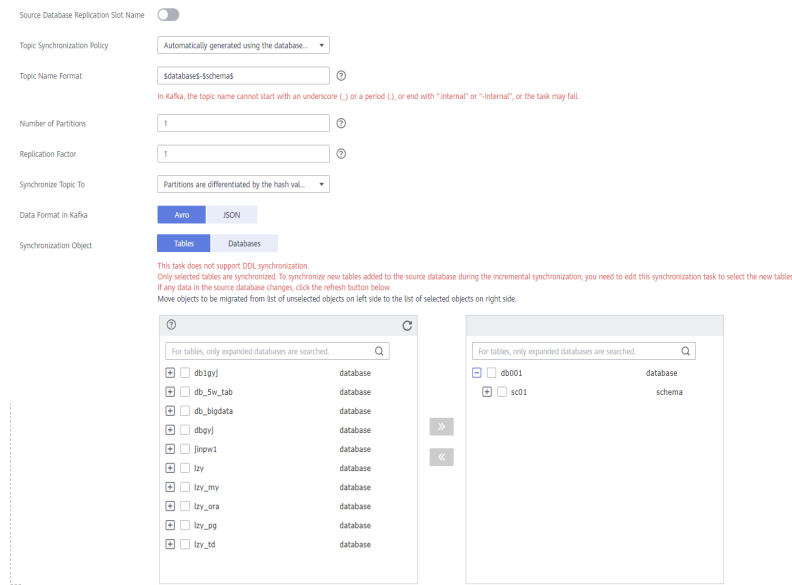 Source Database Replication Slot Name
Topic Synchronization Policy
Automatically generated using the database...
Topic Name Format
$database$-$schema$
In Kafka, the topic name cannot start with an underscore (_) or a period (.), or end with ".internal" or "-internal", or the task may fail.
Number of Partitions
1
Replication Factor
1
Synchronize Topic To
Partitions are differentiated by the hash val...
Data Format in Kafka
Avro
JSON
Synchronization Object
Tables
Databases
This task does not support DDL synchronization.
Only selected tables are synchronized. To synchronize new tables added to the source database during the incremental synchronization, you need to edit this synchronization task to select the new tables
If any data in the source database changes, click the refresh button below.
Move objects to be migrated from list of unselected objects on left side to the list of selected objects on right side.
For tables, only expanded databases are searched.
db1gyj database
db_5w_tab database
db_bigdata database
dbgyj database
jinpw1 database
lzy database
lzy_my database
lzy_ora database
lzy_pg database
lzy_td database
»
«
For tables, only expanded databases are searched.
db001 database
sc01 schema